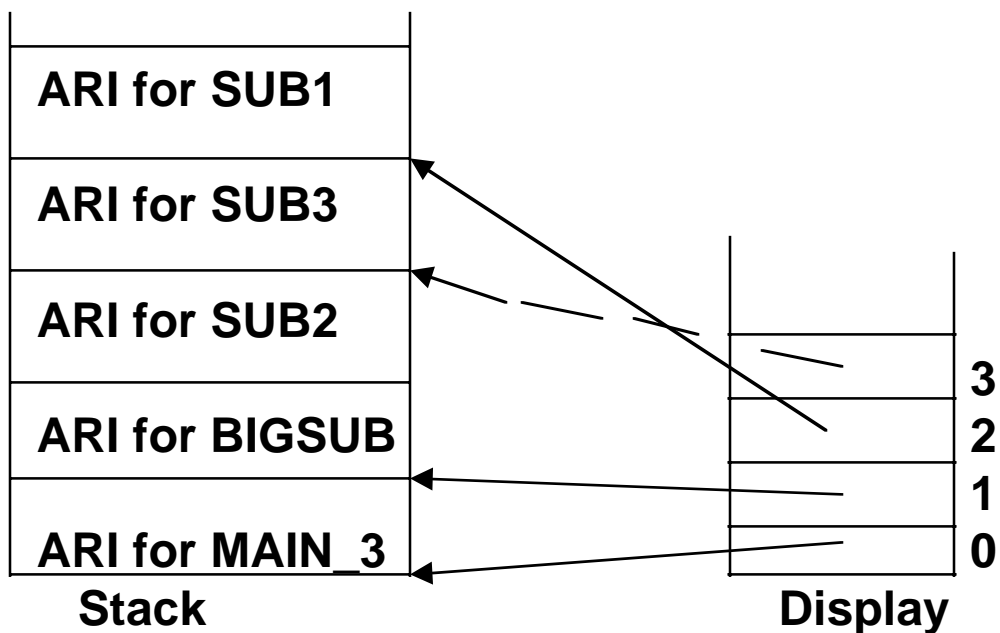 ARI for SUB1
ARI for SUB3
ARI for SUB2
ARI for BIGSUB
ARI for MAIN_3
Stack
3
2
1
0
Display